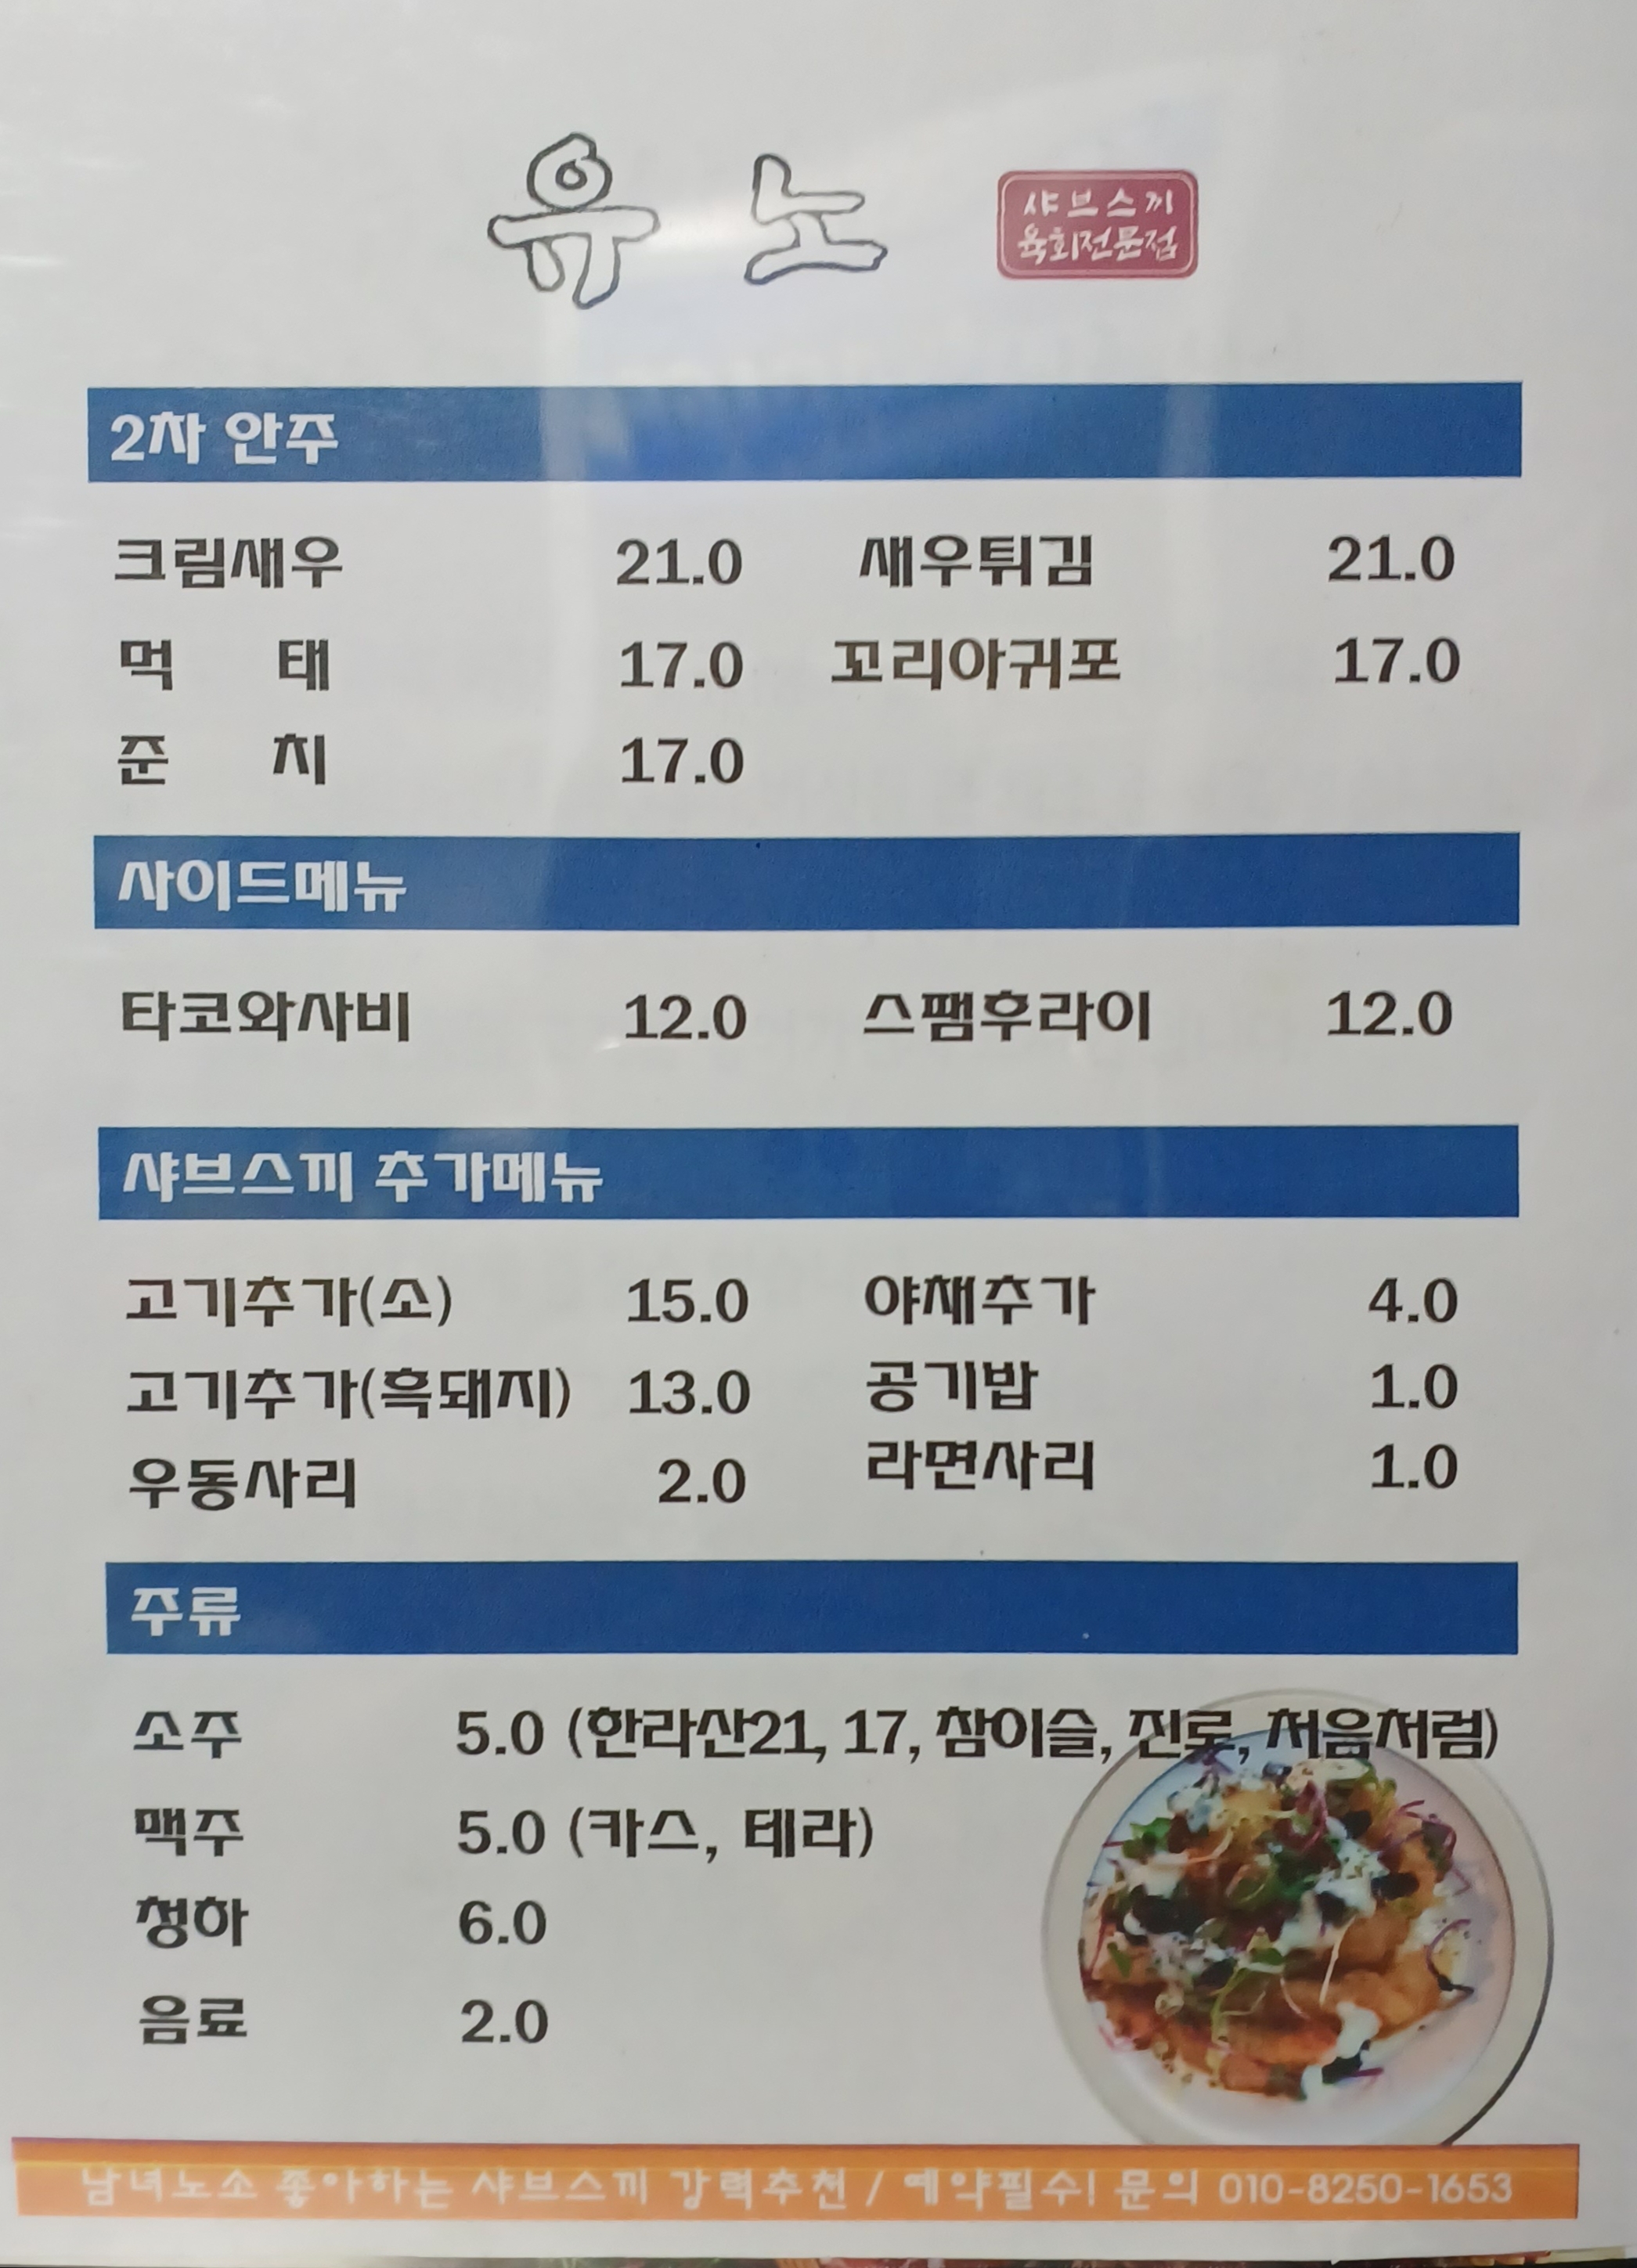 유 노
샤브스끼
육회전문점
2차 안주
크림새우 21.0 새우튀김 21.0
먹 태 17.0 꼬리아귀포 17.0
준 치 17.0
사이드메뉴
타코와사비 12.0 스팸후라이 12.0
샤브스끼 추가메뉴
고기추가(소) 15.0 야채추가 4.0
고기추가(흑돼지) 13.0 공기밥 1.0
우동사리 2.0 라면사리 1.0
주류
소주 5.0 (한라산21, 17, 참이슬, 진로, 처음처럼)
맥주 5.0 (카스, 테라)
청하 6.0
음료 2.0
남녀노소 좋아하는 샤브스끼 강력추천 / 예약필수! 문의 010-8250-1653